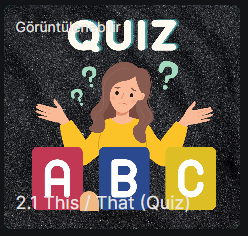 Görüntülenebilir
QUIZ
? ? ?
A B C
2.1 This / That (Quiz)